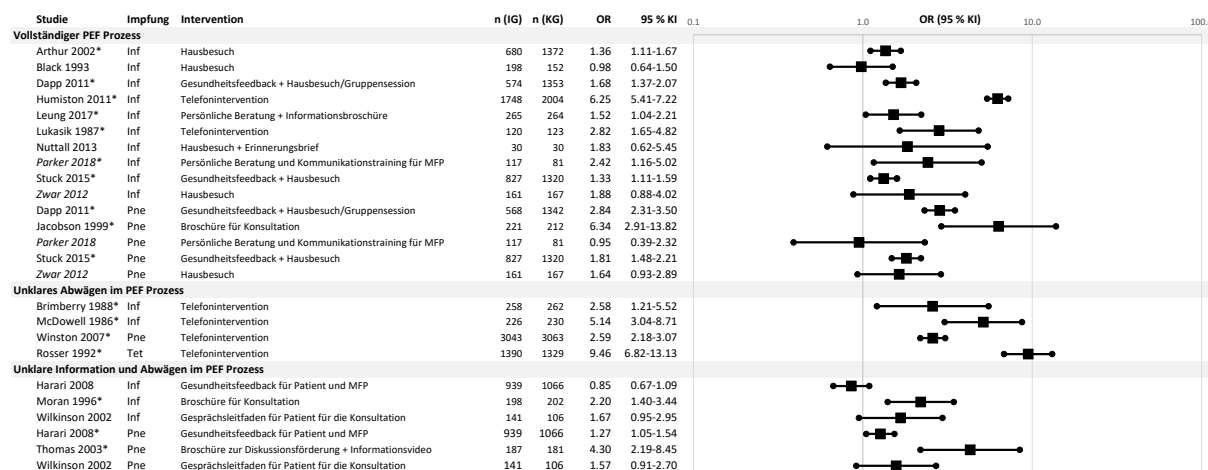 Studie Impfung Intervention n (IG) n (KG) OR 95 % KI 0.1 1.0 OR (95 % KI) 10.0 100.
Vollständiger PEF Prozess
Arthur 2002* Inf Hausbesuch 680 1372 1.36 1.11-1.67
Black 1993 Inf Hausbesuch 198 152 0.98 0.64-1.50
Dapp 2011* Inf Gesundheitsfeedback + Hausbesuch/Gruppensession 574 1353 1.68 1.37-2.07
Humiston 2011* Inf Telefonintervention 1748 2004 6.25 5.41-7.22
Leung 2017* Inf Persönliche Beratung + Informationsbroschüre 265 264 1.52 1.04-2.21
Lukasik 1987* Inf Telefonintervention 120 123 2.82 1.65-4.82
Nuttall 2013 Inf Hausbesuch + Erinnerungsbrief 30 30 1.83 0.62-5.45
Parker 2018* Inf Persönliche Beratung und Kommunikationstraining für MFP 117 81 2.42 1.16-5.02
Stuck 2015* Inf Gesundheitsfeedback + Hausbesuch 827 1320 1.33 1.11-1.59
Zwar 2012 Inf Hausbesuch 161 167 1.88 0.88-4.02
Dapp 2011* Pne Gesundheitsfeedback + Hausbesuch/Gruppensession 568 1342 2.84 2.31-3.50
Jacobson 1999* Pne Broschüre für Konsultation 221 212 6.34 2.91-13.82
Parker 2018 Pne Persönliche Beratung und Kommunikationstraining für MFP 117 81 0.95 0.39-2.32
Stuck 2015* Pne Gesundheitsfeedback + Hausbesuch 827 1320 1.81 1.48-2.21
Zwar 2012 Pne Hausbesuch 161 167 1.64 0.93-2.89
Unklares Abwägen im PEF Prozess
Brimberry 1988* Inf Telefonintervention 258 262 2.58 1.21-5.52
McDowell 1986* Inf Telefonintervention 226 230 5.14 3.04-8.71
Winston 2007* Pne Telefonintervention 3043 3063 2.59 2.18-3.07
Rosser 1992* Tet Telefonintervention 1390 1329 9.46 6.82-13.13
Unklare Information und Abwägen im PEF Prozess
Harari 2008 Inf Gesundheitsfeedback für Patient und MFP 939 1066 0.85 0.67-1.09
Moran 1996* Inf Broschüre für Konsultation 198 202 2.20 1.40-3.44
Wilkinson 2002 Inf Gesprächsleitfaden für Patient für die Konsultation 141 106 1.67 0.95-2.95
Harari 2008* Pne Gesundheitsfeedback für Patient und MFP 939 1066 1.27 1.05-1.54
Thomas 2003* Pne Broschüre zur Diskussionsförderung + Informationsvideo 187 181 4.30 2.19-8.45
Wilkinson 2002 Pne Gesprächsleitfaden für Patient für die Konsultation 141 106 1.57 0.91-2.70